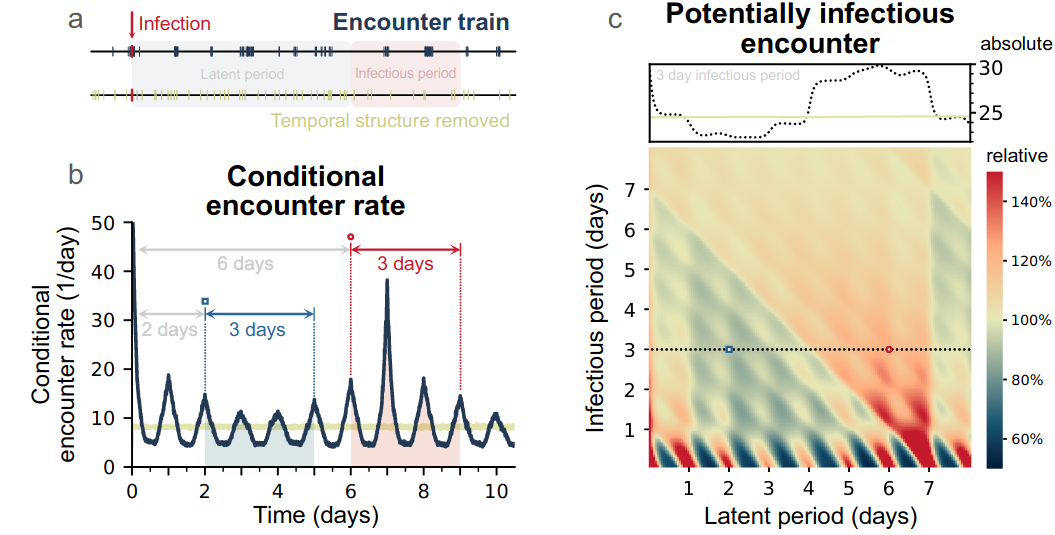 a
Infection
Encounter train
Latent period
Infectious period
Temporal structure removed
b
Conditional
encounter rate
Conditional
encounter rate (1/day)
50
40
30
20
10
0
6 days
3 days
2 days
3 days
0
2
4
6
8
10
Time (days)
c
Potentially infectious
encounter
absolute
3 day infectious period
30
25
relative
140%
120%
100%
80%
60%
Infectious period (days)
7
6
5
4
3
2
1
1
2
3
4
5
6
7
Latent period (days)